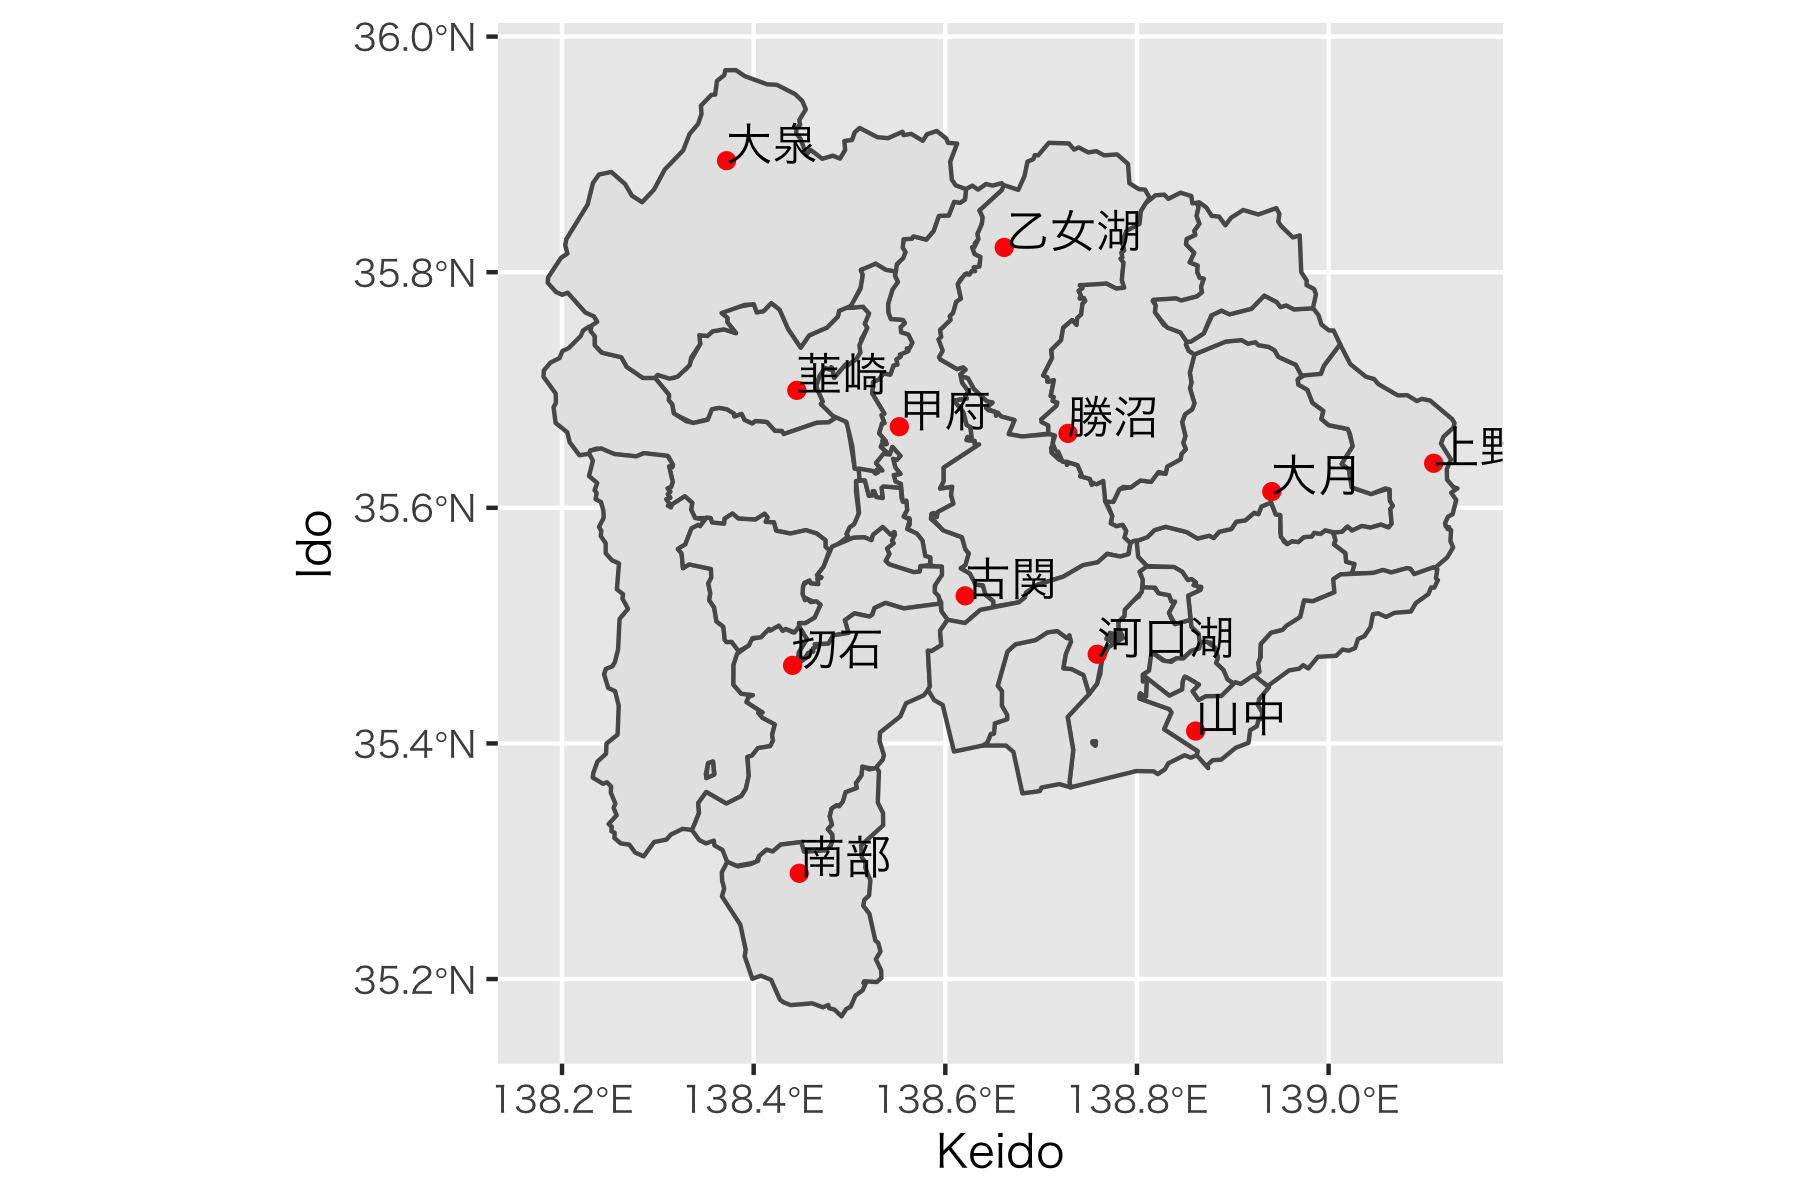 36.0°N
大泉
乙女湖
35.8°N
韮崎
甲府
勝沼
上野
大月
35.6°N
Ido
古関
河口湖
切石
山中
35.4°N
南部
35.2°N
138.2°E 138.4°E 138.6°E 138.8°E 139.0°E
Keido